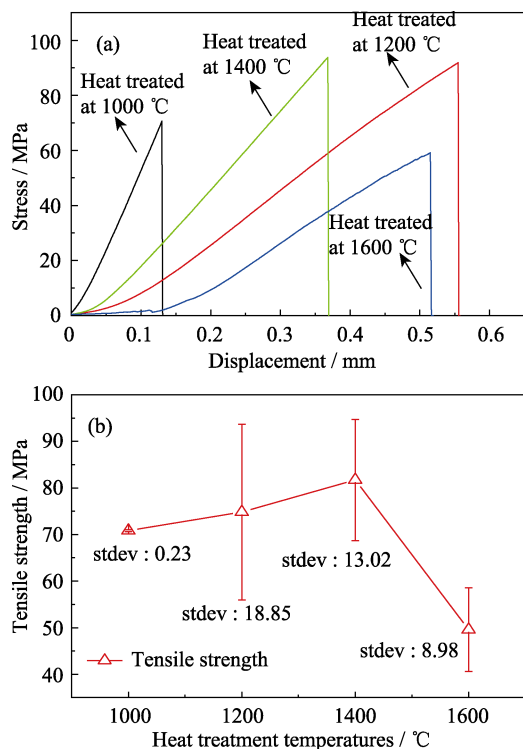 (a)
Heat treated
at 1000 ℃
Heat treated
at 1400 ℃
Heat treated
at 1200 ℃
Heat treated
at 1600 ℃
100
80
60
40
20
0
Stress / MPa
0 0.1 0.2 0.3 0.4 0.5 0.6
Displacement / mm
(b)
100
90
80
70
60
50
40
Tensile strength / MPa
stdev : 0.23
stdev : 18.85
stdev : 13.02
stdev : 8.98
Tensile strength
1000 1200 1400 1600
Heat treatment temperatures / ℃